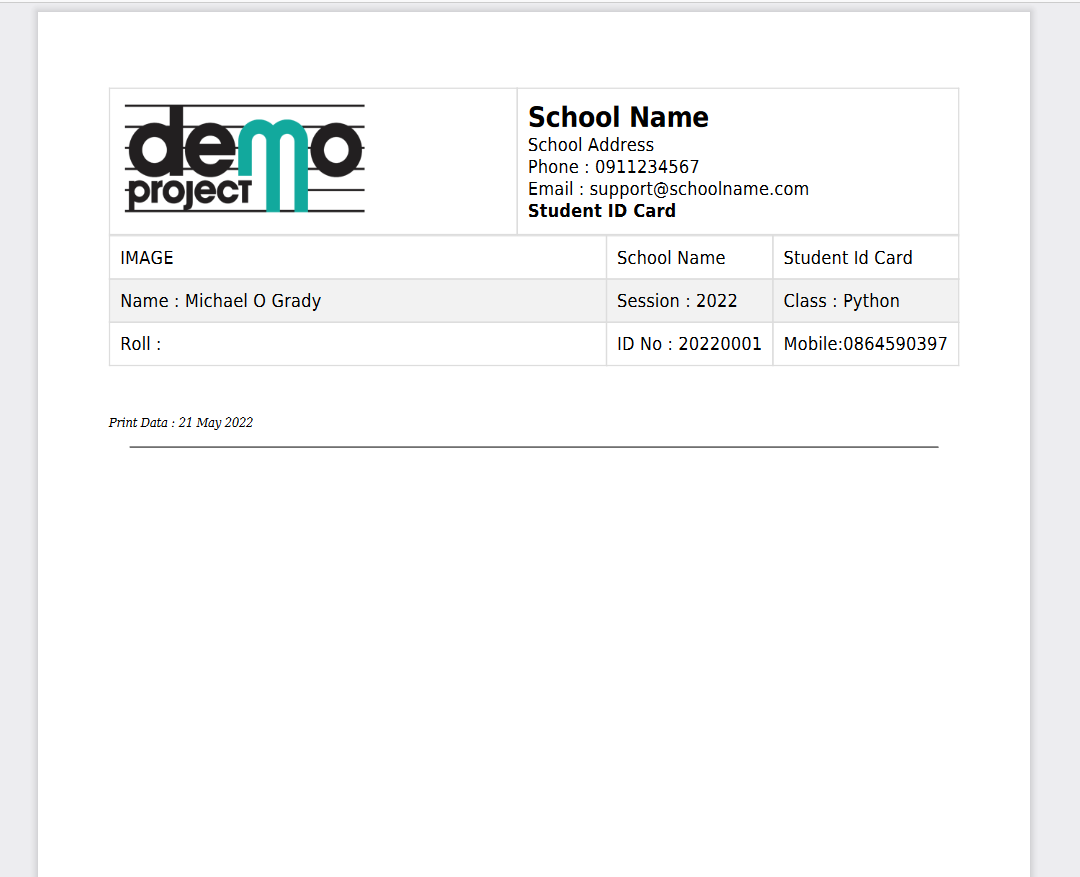 demo
project
School Name
School Address
Phone : 0911234567
Email : support@schoolname.com
Student ID Card
IMAGE School Name Student Id Card
Name : Michael O Grady Session : 2022 Class : Python
Roll : ID No : 20220001 Mobile:0864590397
Print Data : 21 May 2022